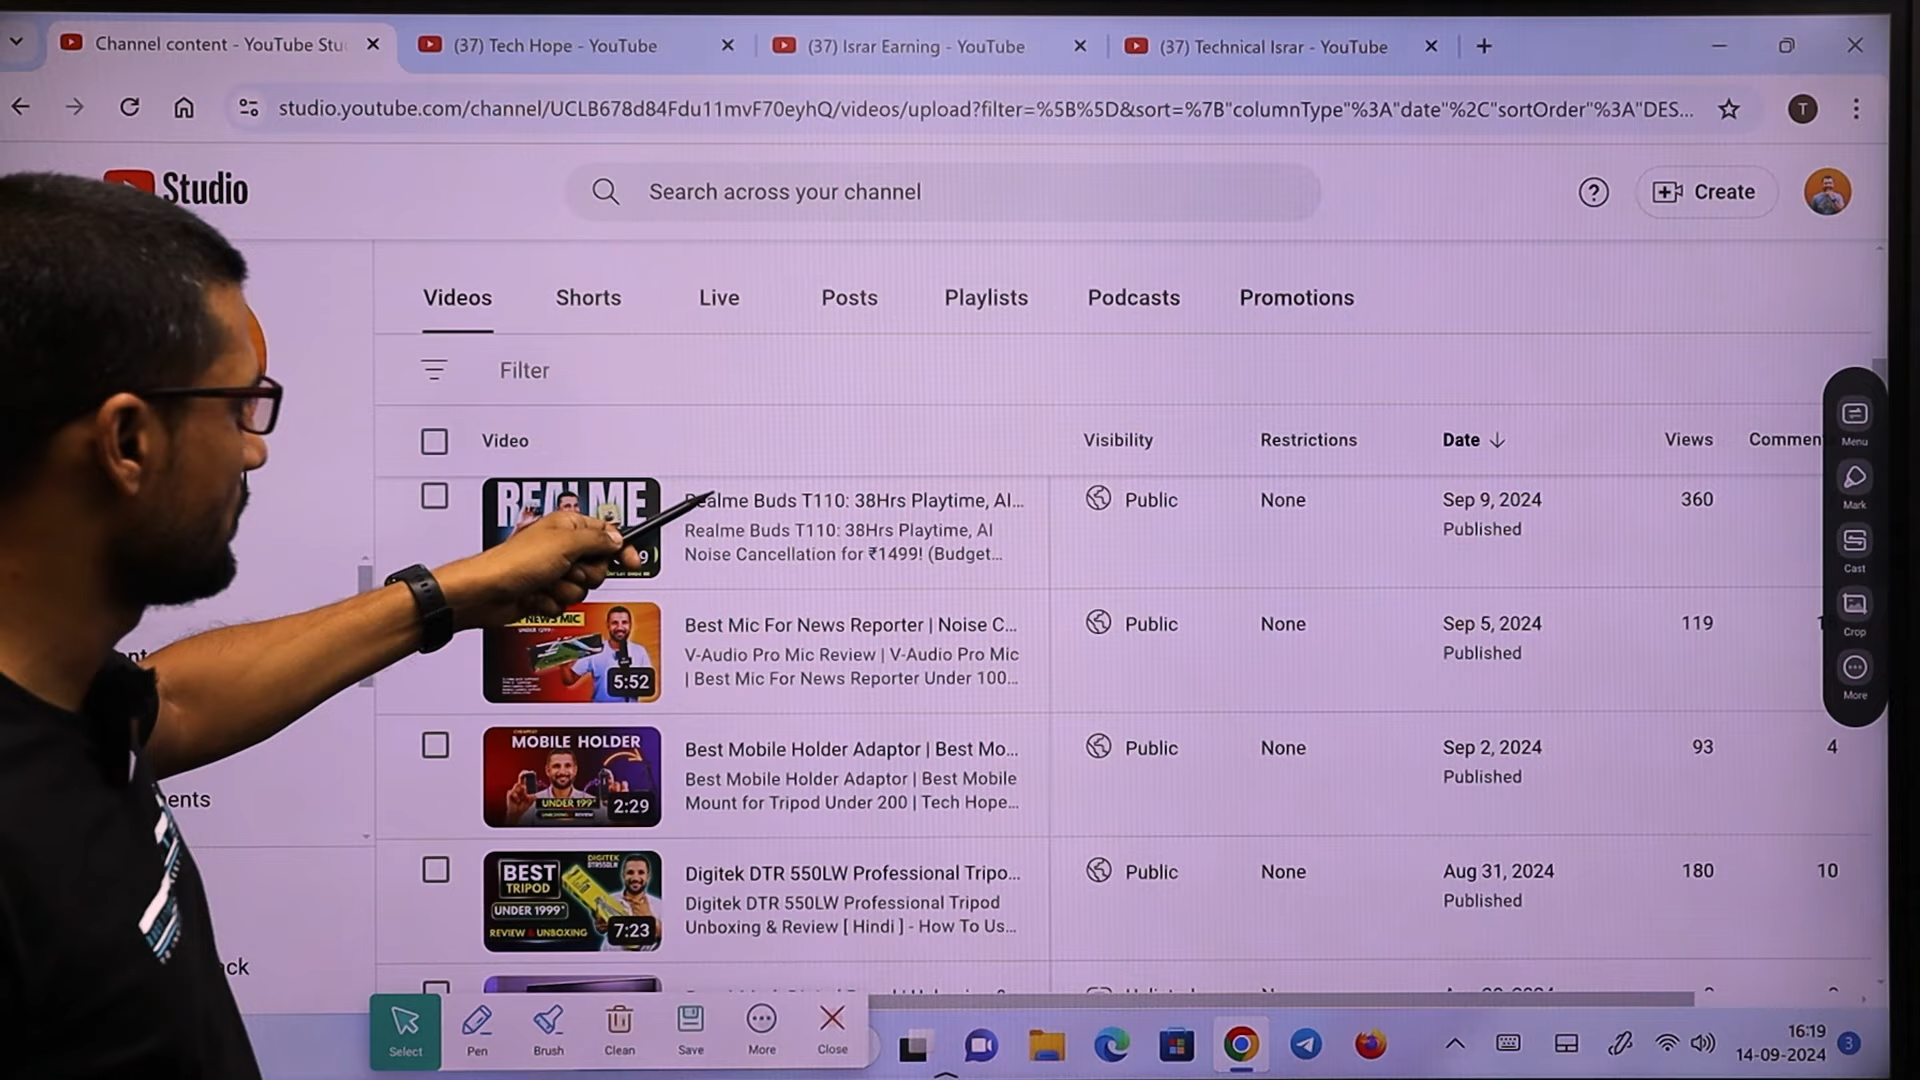 Channel content - YouTube Stu
(37) Tech Hope - YouTube
(37) Israr Earning - YouTube
(37) Technical Israr - YouTube
studio.youtube.com/channel/UCLB678d84Fdu11mvF70eyhQ/videos/upload?filter=%5B%5D&sort=%7B"columnType"%3A"date"%2C"sortOrder"%3A"DES...
T
Studio
Search across your channel
Create
Videos Shorts Live Posts Playlists Podcasts Promotions
Filter
Video Visibility Restrictions Date Views Commen
Realme Buds T110: 38Hrs Playtime, AI... Public None Sep 9, 2024 360
Realme Buds T110: 38Hrs Playtime, AI Published
Noise Cancellation for ₹1499! (Budget...
REALME
NEWS MIC
5:52
Best Mic For News Reporter | Noise C... Public None Sep 5, 2024 119
V-Audio Pro Mic Review | V-Audio Pro Mic Published
| Best Mic For News Reporter Under 100...
MOBILE HOLDER
UNDER 199*
2:29
Best Mobile Holder Adaptor | Best Mo... Public None Sep 2, 2024 93 4
Best Mobile Holder Adaptor | Best Mobile Published
Mount for Tripod Under 200 | Tech Hope...
BEST
TRIPOD
DIGITEK
UNDER 1999*
REVIEW & UNBOXING
7:23
Digitek DTR 550LW Professional Tripo... Public None Aug 31, 2024 180 10
Digitek DTR 550LW Professional Tripod Published
Unboxing & Review [ Hindi ] - How To Us...
ents
ck
Menu
Mark
Cast
Crop
More
Select Pen Brush Clean Save More Close
16:19
14-09-2024
3